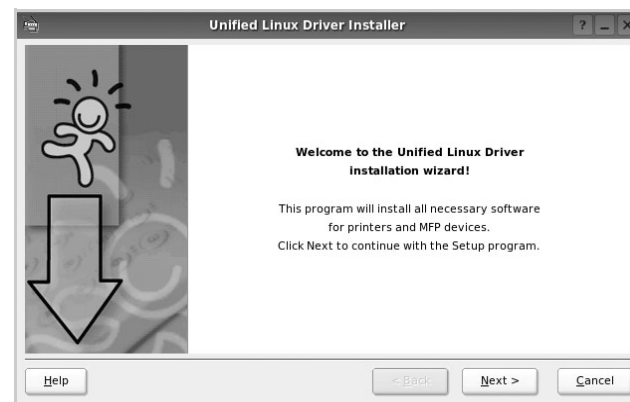 Unified Linux Driver Installer
Welcome to the Unified Linux Driver
installation wizard!
This program will install all necessary software
for printers and MFP devices.
Click Next to continue with the Setup program.
Help
< Back
Next >
Cancel